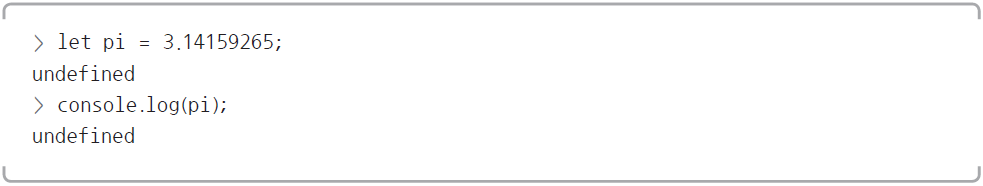 > let pi = 3.14159265;
undefined
> console.log(pi);
undefined